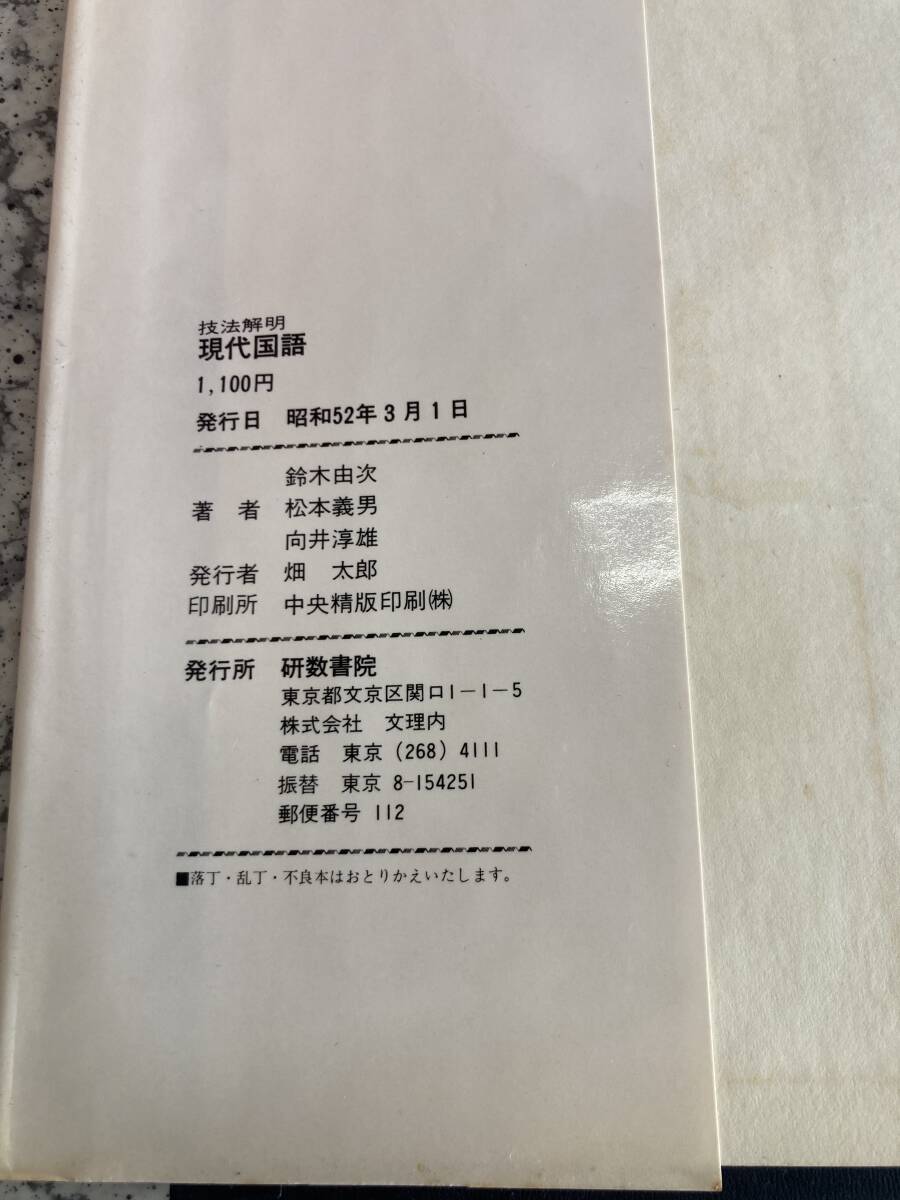 技法解明
現代国語
1,100円
発行日 昭和52年3月1日
鈴木由次
著者 松本義男
向井淳雄
発行者 畑 太郎
印刷所 中央精版印刷㈱
発行所 研数書院
東京都文京区関口1-1-5
株式会社 文理内
電話 東京 (268) 4111
振替 東京 8-154251
郵便番号 112
■落丁・乱丁・不良本はおとりかえいたします。